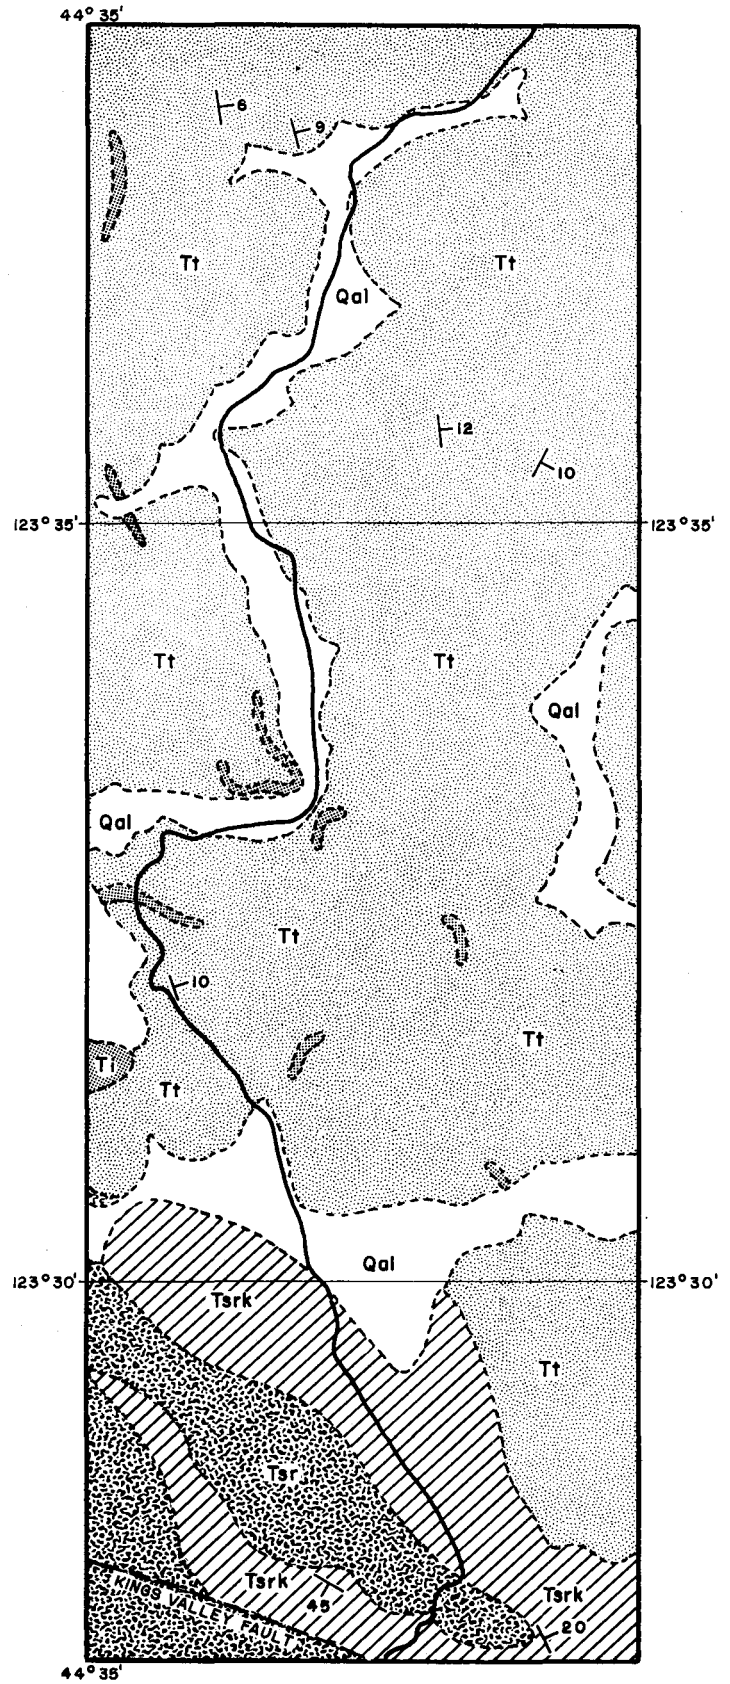 44°35'
6
9
Tt
Tt
Qal
12
10
123°35'
123°35'
Tt
Tt
Qal
Qal
Tt
10
Tt
Ti
Tt
Qal
123°30'
123°30'
Tsrk
Tt
Tsr
Tsrk
Tsrk
45
KINGS VALLEY FAULT
20
44°35'